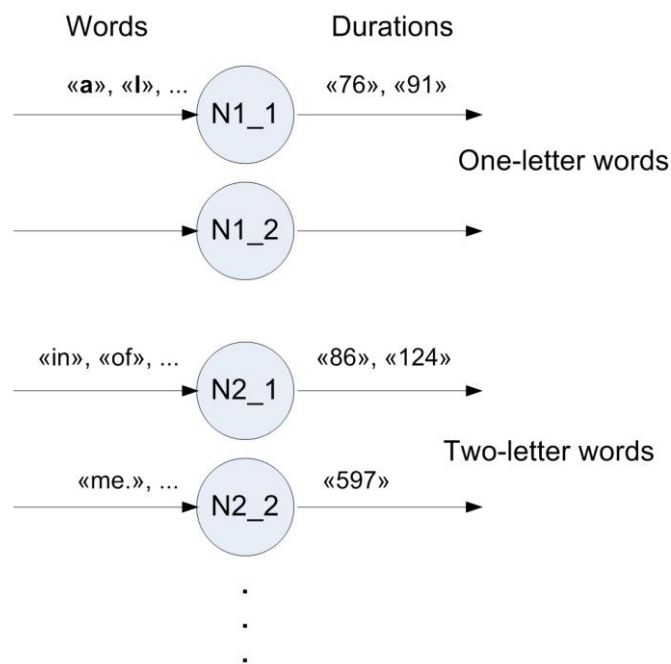 Words Durations
«a», «I», ... N1_1 «76», «91»
One-letter words
N1_2
«in», «of», ... N2_1 «86», «124»
Two-letter words
«me.», ... N2_2 «597»
.
.
.